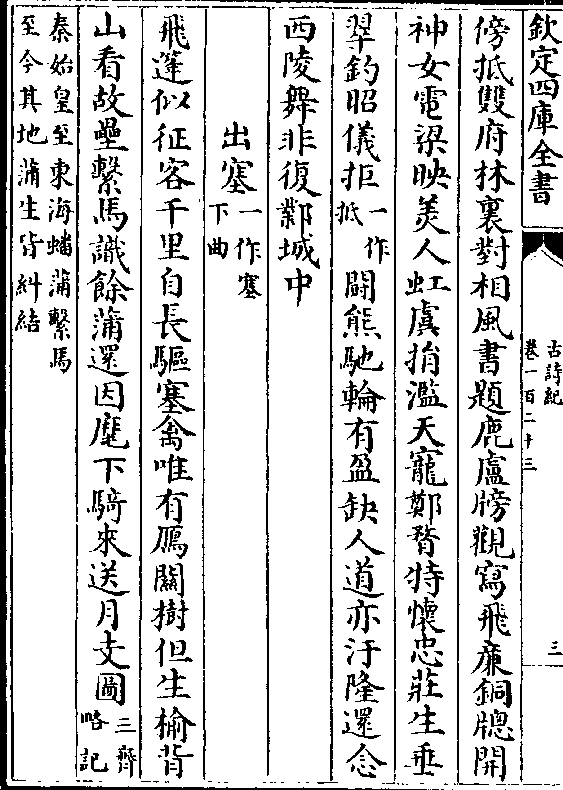 欽定四庫全書
古詩紀
卷一百二十三
三
傍抵雙府林裏對相風書題鹿盧牓觀寫飛廉銅牕開
神女電梁映美人虹虞捐濫天寵鄭瞀特懷忠莊生垂
翠釣昭儀拒一作抵鬬熊馳輪有盈缺人道亦汙隆還念
西陵舞非復鄴城中
出塞一作塞下曲
飛蓬似征客千里自長驅塞禽唯有鴈關樹但生榆背
山看故壘繫馬識餘蒲還因麾下騎來送月支圖三齊略記
秦始皇至東海蟠蒲繫馬
至今其地蒲生皆糾結